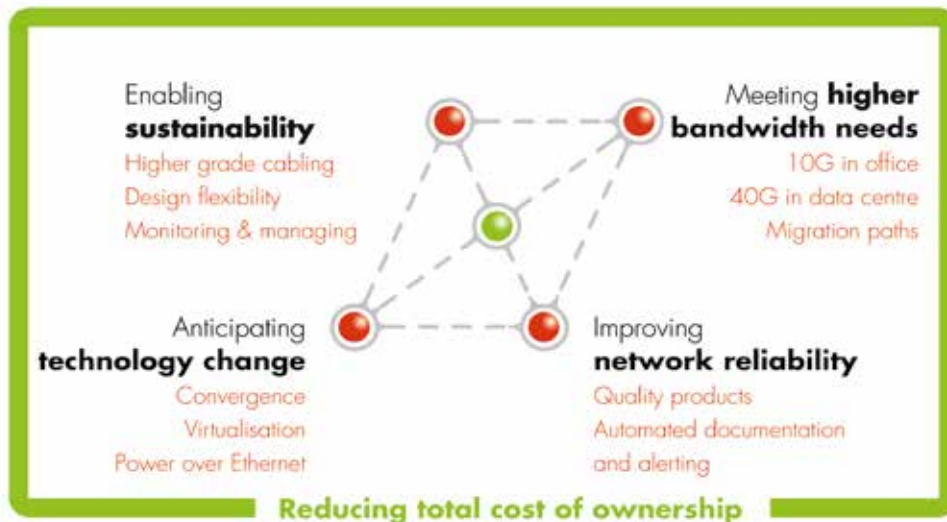 Enabling
sustainability
Higher grade cabling
Design flexibility
Monitoring & managing
Meeting higher
bandwidth needs
10G in office
40G in data centre
Migration paths
Anticipating
technology change
Convergence
Virtualisation
Power over Ethernet
Improving
network reliability
Quality products
Automated documentation
and alerting
Reducing total cost of ownership